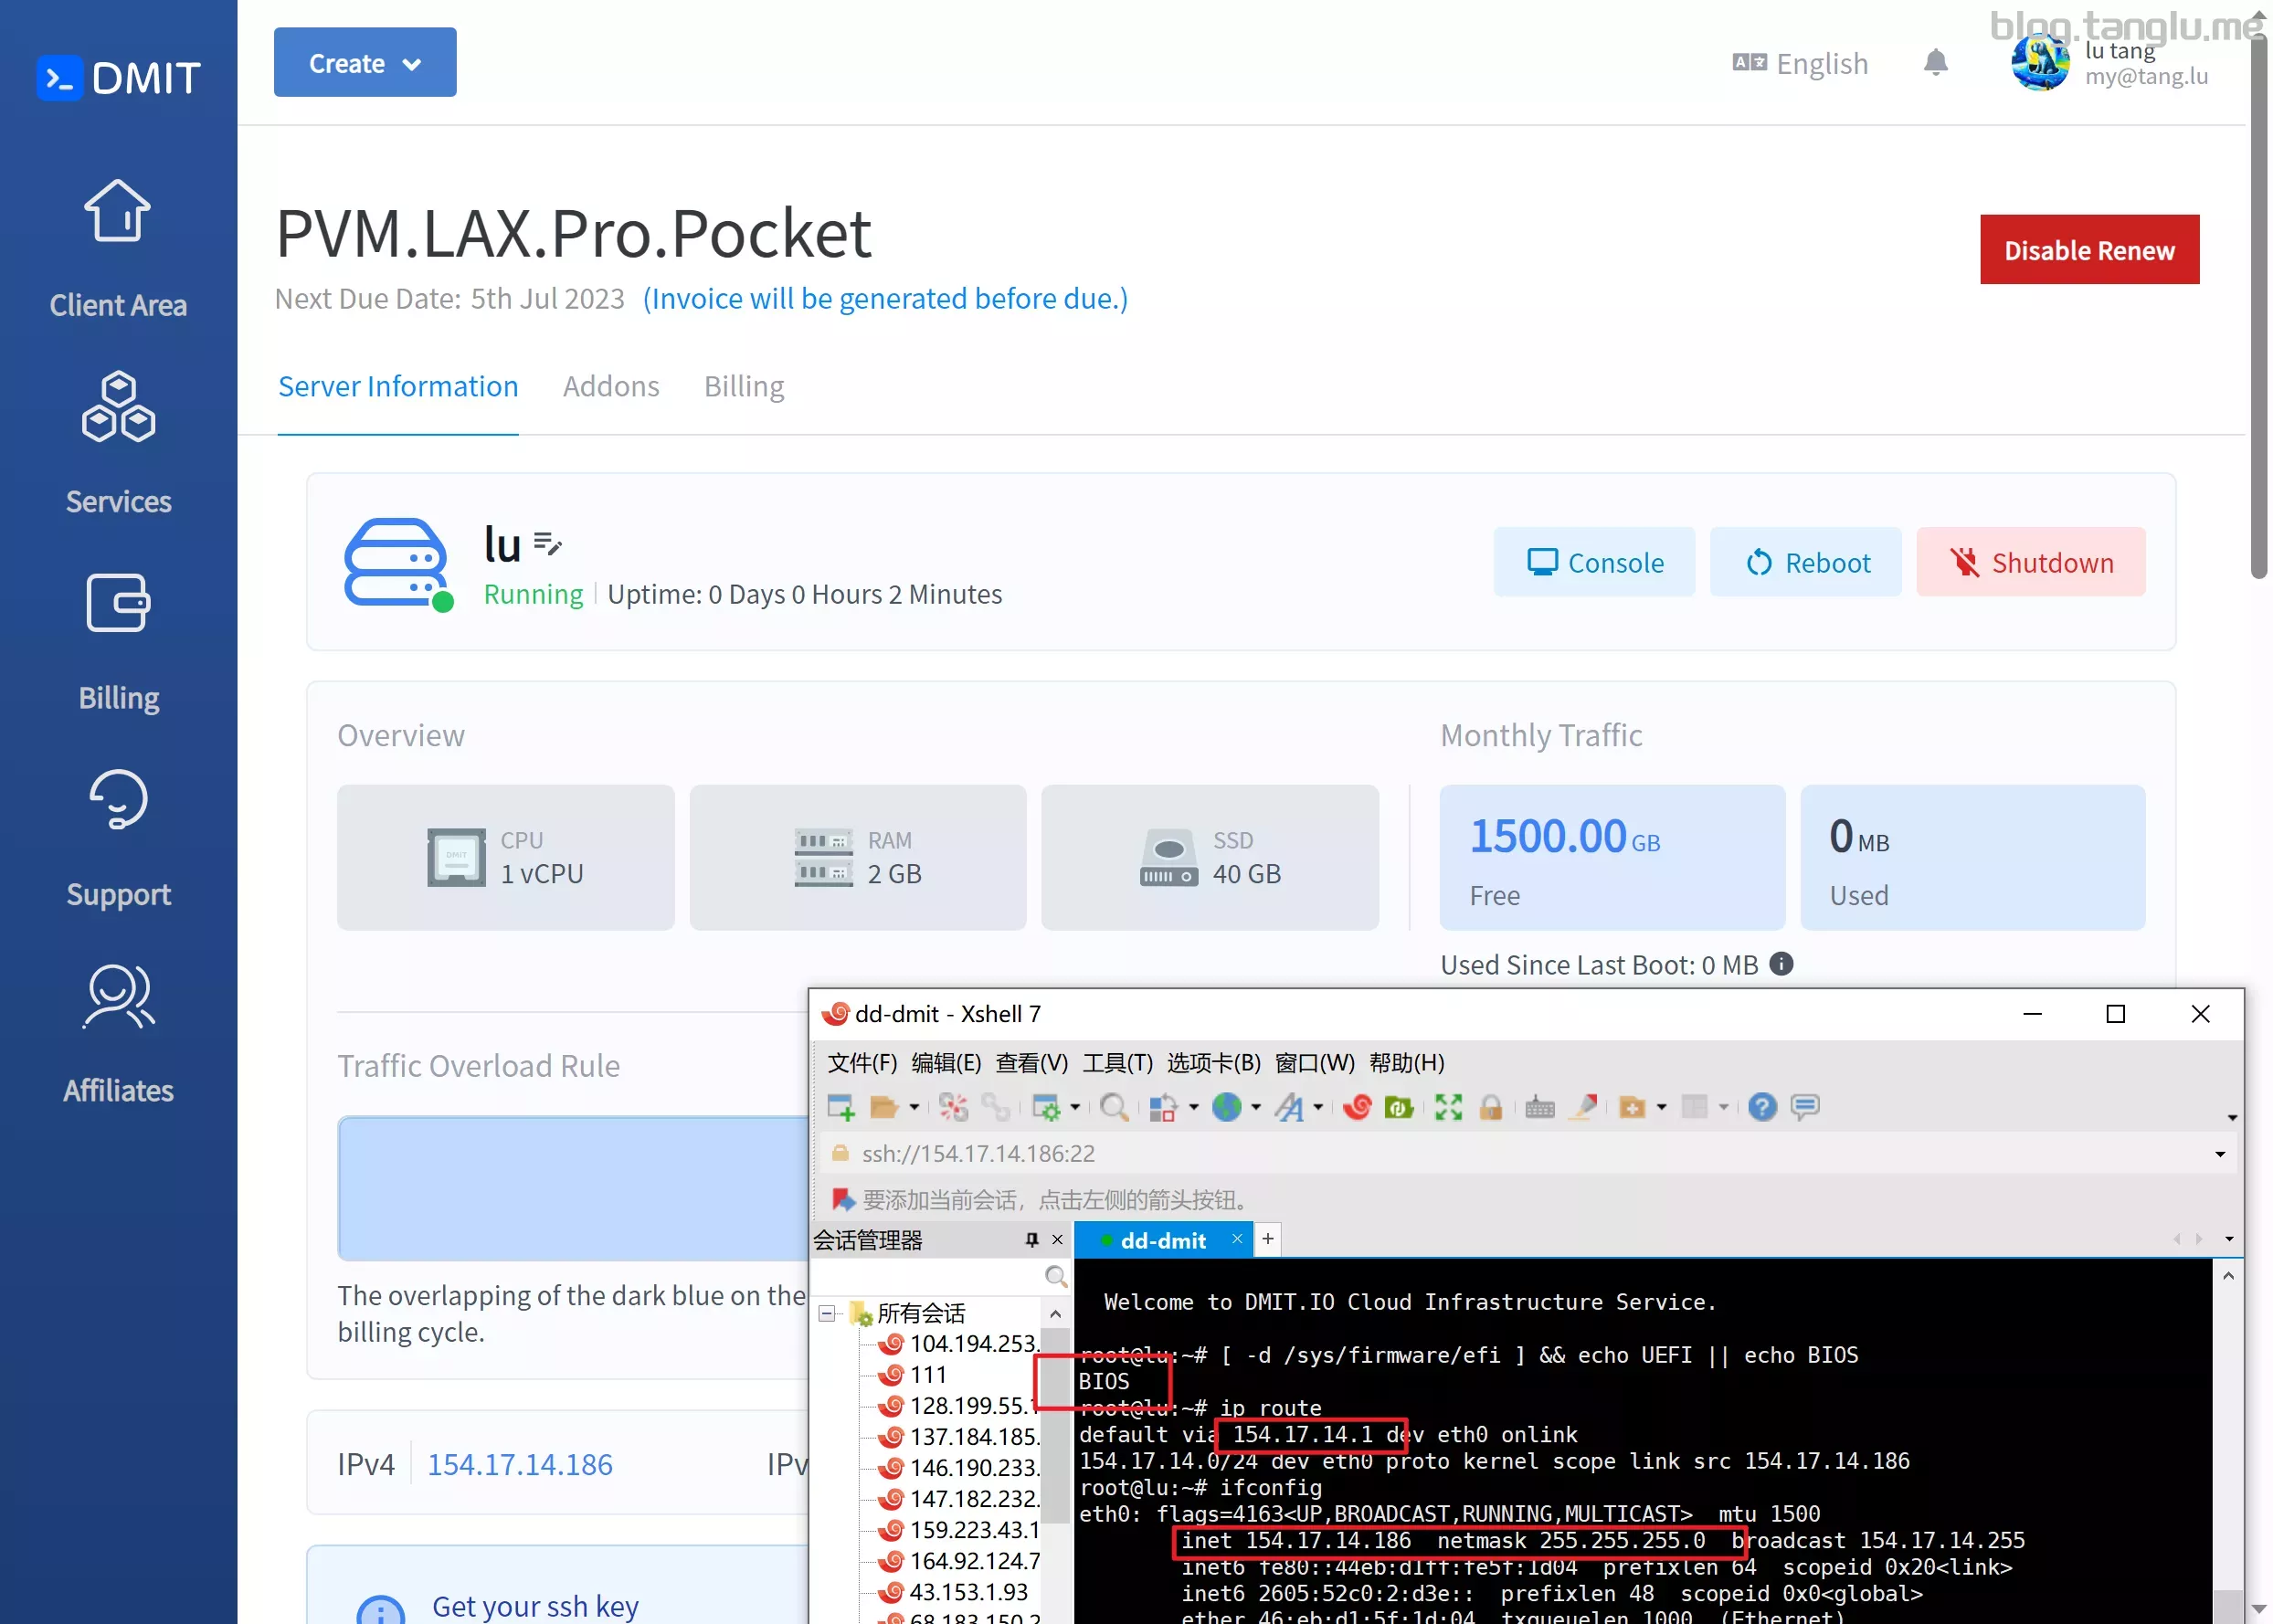 blog.tanglu.me
DMIT
Create
English
lu tang
my@tang.lu
Client Area
Services
Billing
Support
Affiliates
PVM.LAX.Pro.Pocket
Next Due Date: 5th Jul 2023 (Invoice will be generated before due.)
Disable Renew
Server Information Addons Billing
lu
Running Uptime: 0 Days 0 Hours 2 Minutes
Console Reboot Shutdown
Overview
CPU
1 vCPU
RAM
2 GB
SSD
40 GB
Monthly Traffic
1500.00 GB
Free
0 MB
Used
Used Since Last Boot: 0 MB
Traffic Overload Rule
The overlapping of the dark blue on the
billing cycle.
IPv4 154.17.14.186
Get your ssh key
dd-dmit - Xshell 7
文件(F) 编辑(E) 查看(V) 工具(T) 选项卡(B) 窗口(W) 帮助(H)
ssh://154.17.14.186:22
要添加当前会话，点击左侧的箭头按钮。
会话管理器
所有会话
104.194.253.
111
128.199.55.1
137.184.185.
146.190.233.
147.182.232.
159.223.43.1
164.92.124.7
43.153.1.93
68.183.150.2
dd-dmit
Welcome to DMIT.IO Cloud Infrastructure Service.
root@lu:~# [ -d /sys/firmware/efi ] && echo UEFI || echo BIOS
BIOS
root@lu:~# ip route
default via 154.17.14.1 dev eth0 onlink
154.17.14.0/24 dev eth0 proto kernel scope link src 154.17.14.186
root@lu:~# ifconfig
eth0: flags=4163<UP,BROADCAST,RUNNING,MULTICAST> mtu 1500
inet 154.17.14.186 netmask 255.255.255.0 broadcast 154.17.14.255
inet6 fe80::44eb:d1ff:fe5f:1d04 prefixlen 64 scopeid 0x20<link>
inet6 2605:52c0:2:d3e:: prefixlen 48 scopeid 0x0<global>
ether 46:eb:d1:5f:1d:04 txqueuelen 1000 (Ethernet)